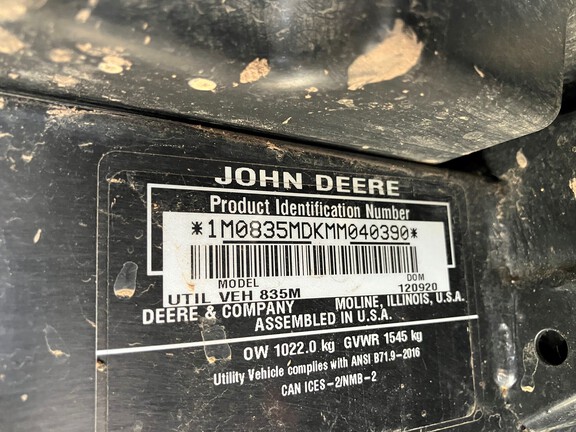 JOHN DEERE
Product Identification Number
*1M0835MDKMM040390*
MODEL DOM
UTIL VEH 835M 120920
DEERE & COMPANY MOLINE, ILLINOIS, U.S.A.
ASSEMBLED IN U.S.A.
OW 1022.0 kg GVWR 1545 kg
Utility Vehicle complies with ANSI B71.9-2016
CAN ICES-2/NMB-2